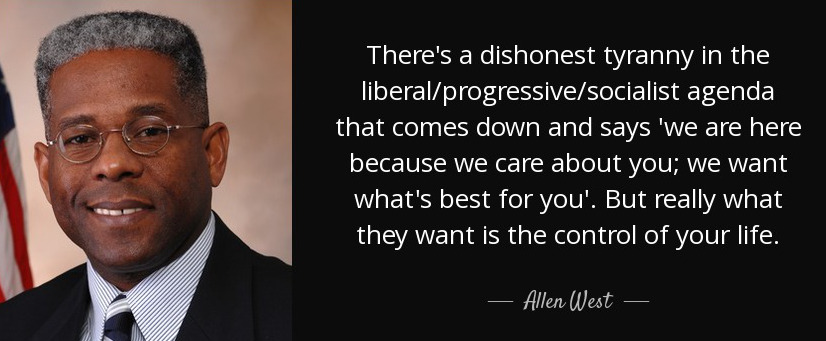 There's a dishonest tyranny in the
liberal/progressive/socialist agenda
that comes down and says 'we are here
because we care about you; we want
what's best for you'. But really what
they want is the control of your life.
Allen West